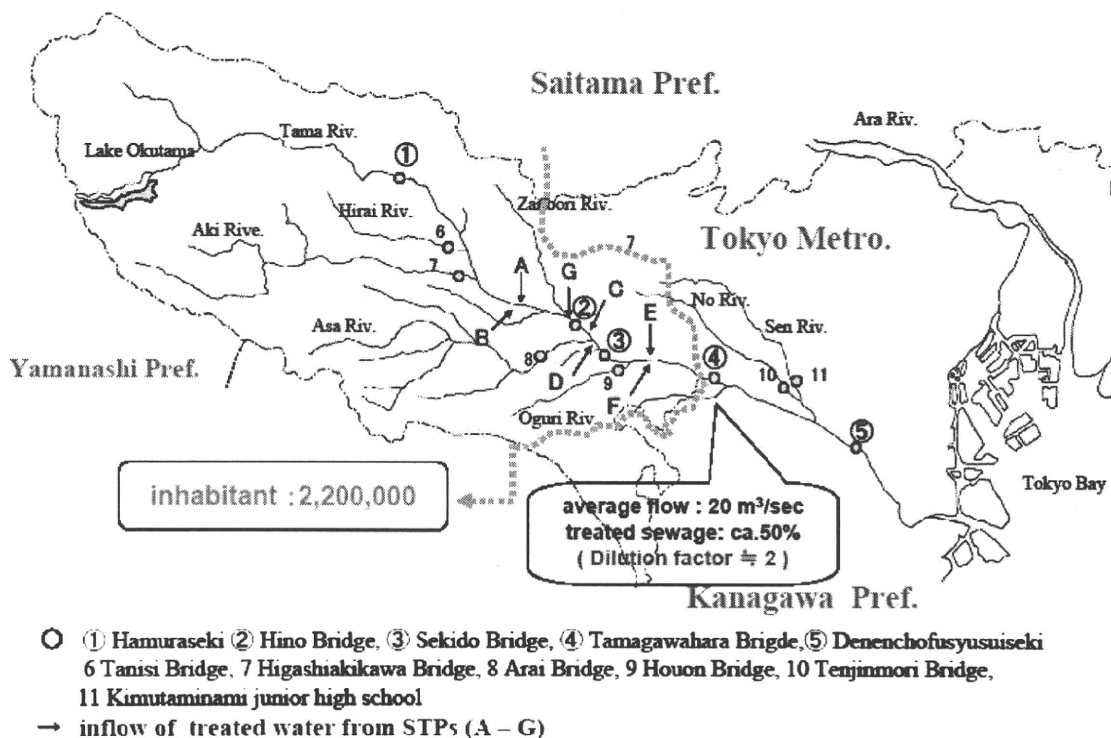 Saitama Pref.
Ara Riv.
Tama Riv.
Lake Okutama
①
Hirai Riv.
Zanbori Riv.
Tokyo Metro.
Aki Rive.
6
7
7
A
G
C
②
No Riv.
E
Asa Riv.
B
Sen Riv.
③
8
④
Yamanashi Pref.
D
9
10
11
F
Oguri Riv.
⑤
inhabitant : 2,200,000
Tokyo Bay
average flow : 20 m³/sec
treated sewage: ca.50%
( Dilution factor ≒ 2 )
Kanagawa Pref.
① Hamuraseki ② Hino Bridge, ③ Sekido Bridge, ④ Tamagawahara Brigde,⑤ Denenchofusyusuiseki
6 Tanisi Bridge, 7 Higashiakikawa Bridge, 8 Arai Bridge, 9 Houon Bridge, 10 Tenjinmori Bridge,
11 Kimutaminami junior high school
→ inflow of treated water from STPs (A – G)